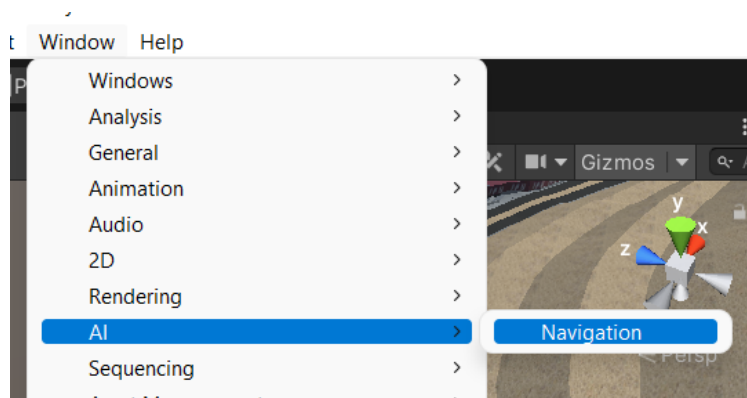 t Window Help
P
Windows
Analysis
General
Gizmos
Animation
y
Audio
x
z
2D
Rendering
AI
Navigation
Persp
Sequencing